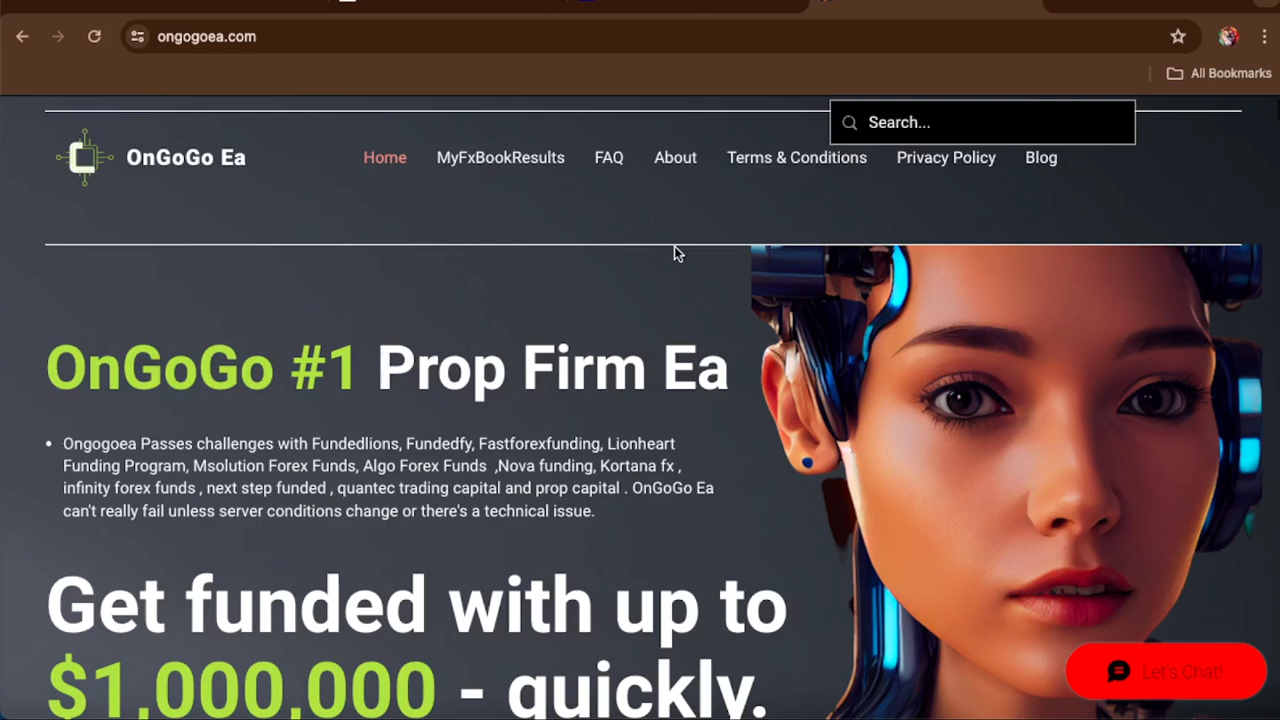 ongogoea.com
All Bookmarks
Search...
OnGoGo Ea
Home MyFxBookResults FAQ About Terms & Conditions Privacy Policy Blog
OnGoGo #1 Prop Firm Ea
• Ongogoea Passes challenges with Fundedlions, Fundedfy, Fastforexfunding, Lionheart
Funding Program, Msolution Forex Funds, Algo Forex Funds ,Nova funding, Kortana fx ,
infinity forex funds , next step funded , quantec trading capital and prop capital . OnGoGo Ea
can't really fail unless server conditions change or there's a technical issue.
Get funded with up to
$1,000,000 - quickly.
Let's Chat!